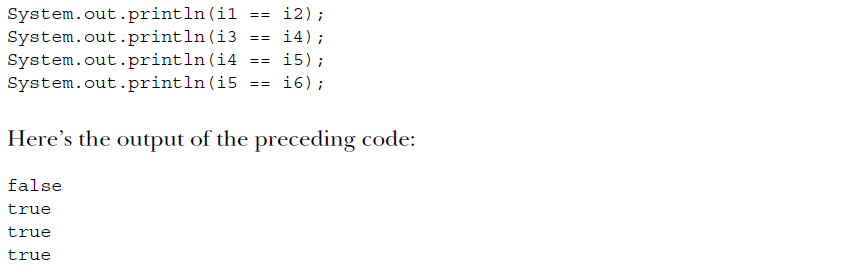 System.out.println(i1 == i2);
System.out.println(i3 == i4);
System.out.println(i4 == i5);
System.out.println(i5 == i6);
Here’s the output of the preceding code:
false
true
true
true